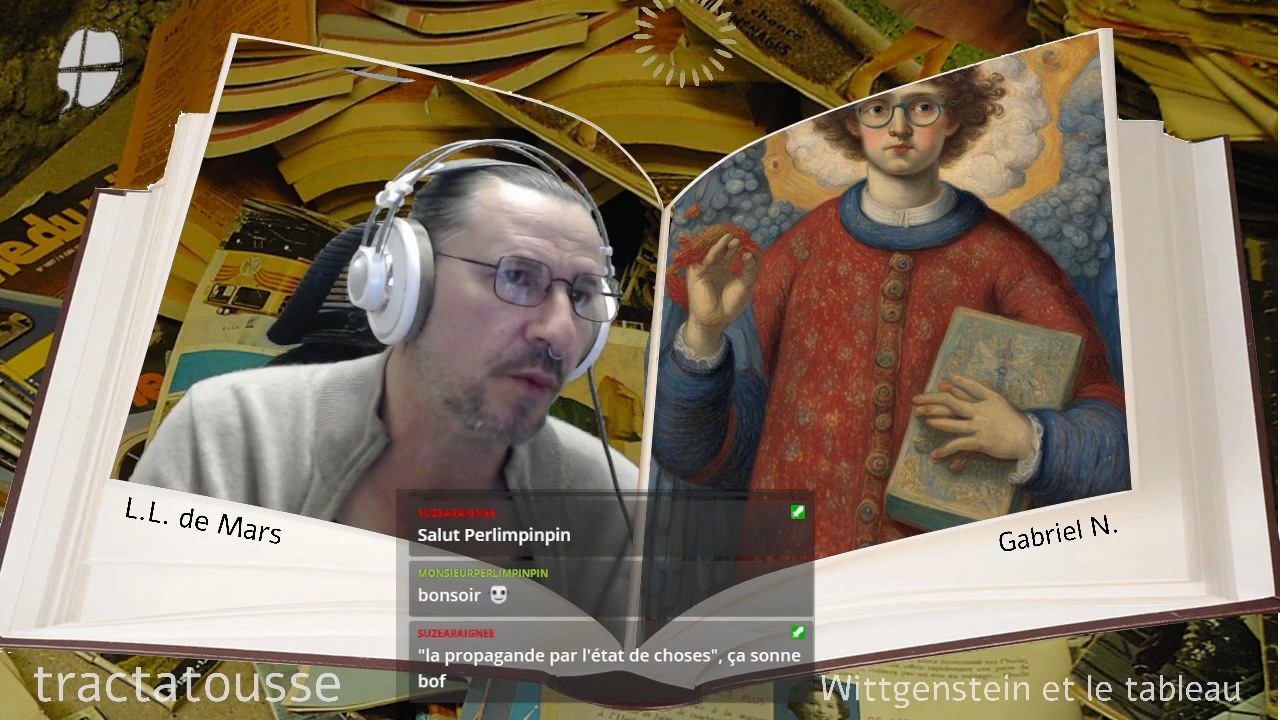 L.L. de Mars
Gabriel N.
SUZEARAIGNEE
Salut Perlimpinpin
MONSIEURPERLIMPINPIN
bonsoir
SUZEARAIGNEE
"la propagande par l'état de choses", ça sonne
bof
tractatousse
Wittgenstein et le tableau